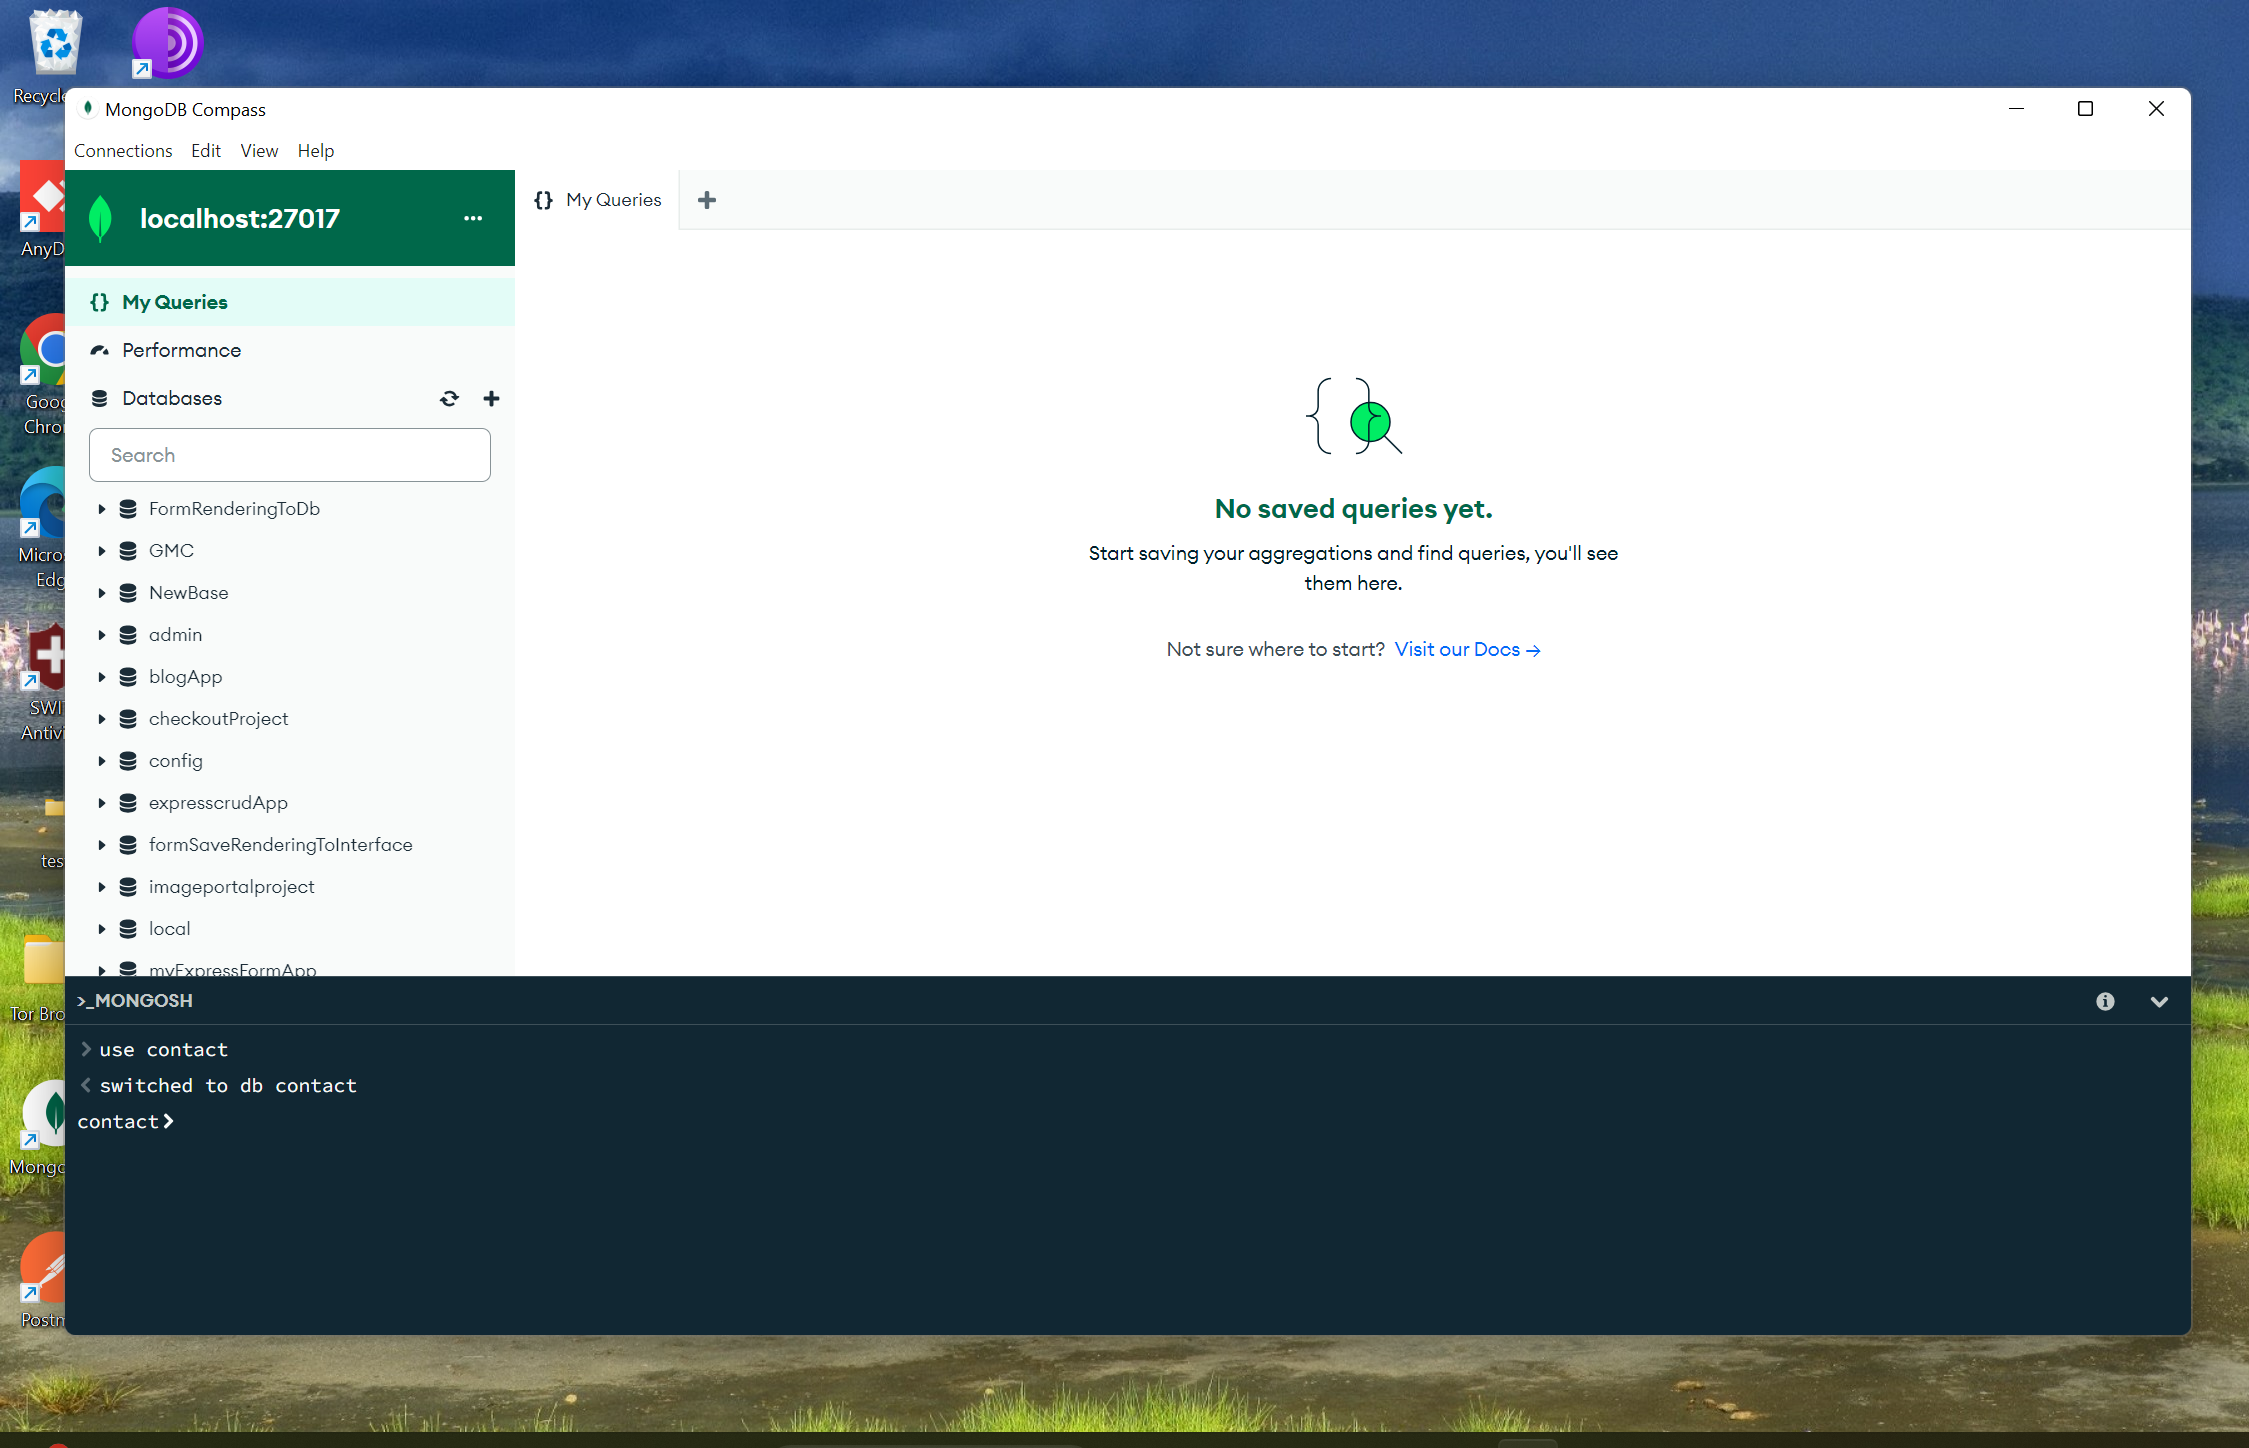 Recycle
MongoDB Compass
Connections Edit View Help
localhost:27017
My Queries
My Queries
Performance
Databases
Search
FormRenderingToDb
GMC
NewBase
admin
blogApp
checkoutProject
config
expresscrudApp
formSaveRenderingToInterface
imageportalproject
local
myExpressFormApp
No saved queries yet.
Start saving your aggregations and find queries, you'll see
them here.
Not sure where to start? Visit our Docs →
>_MONGOSH
> use contact
< switched to db contact
contact>
AnyD
Goog
Chro
Micros
Edg
SWI
Antivi
tes
Tor Bro
Mongo
Postm